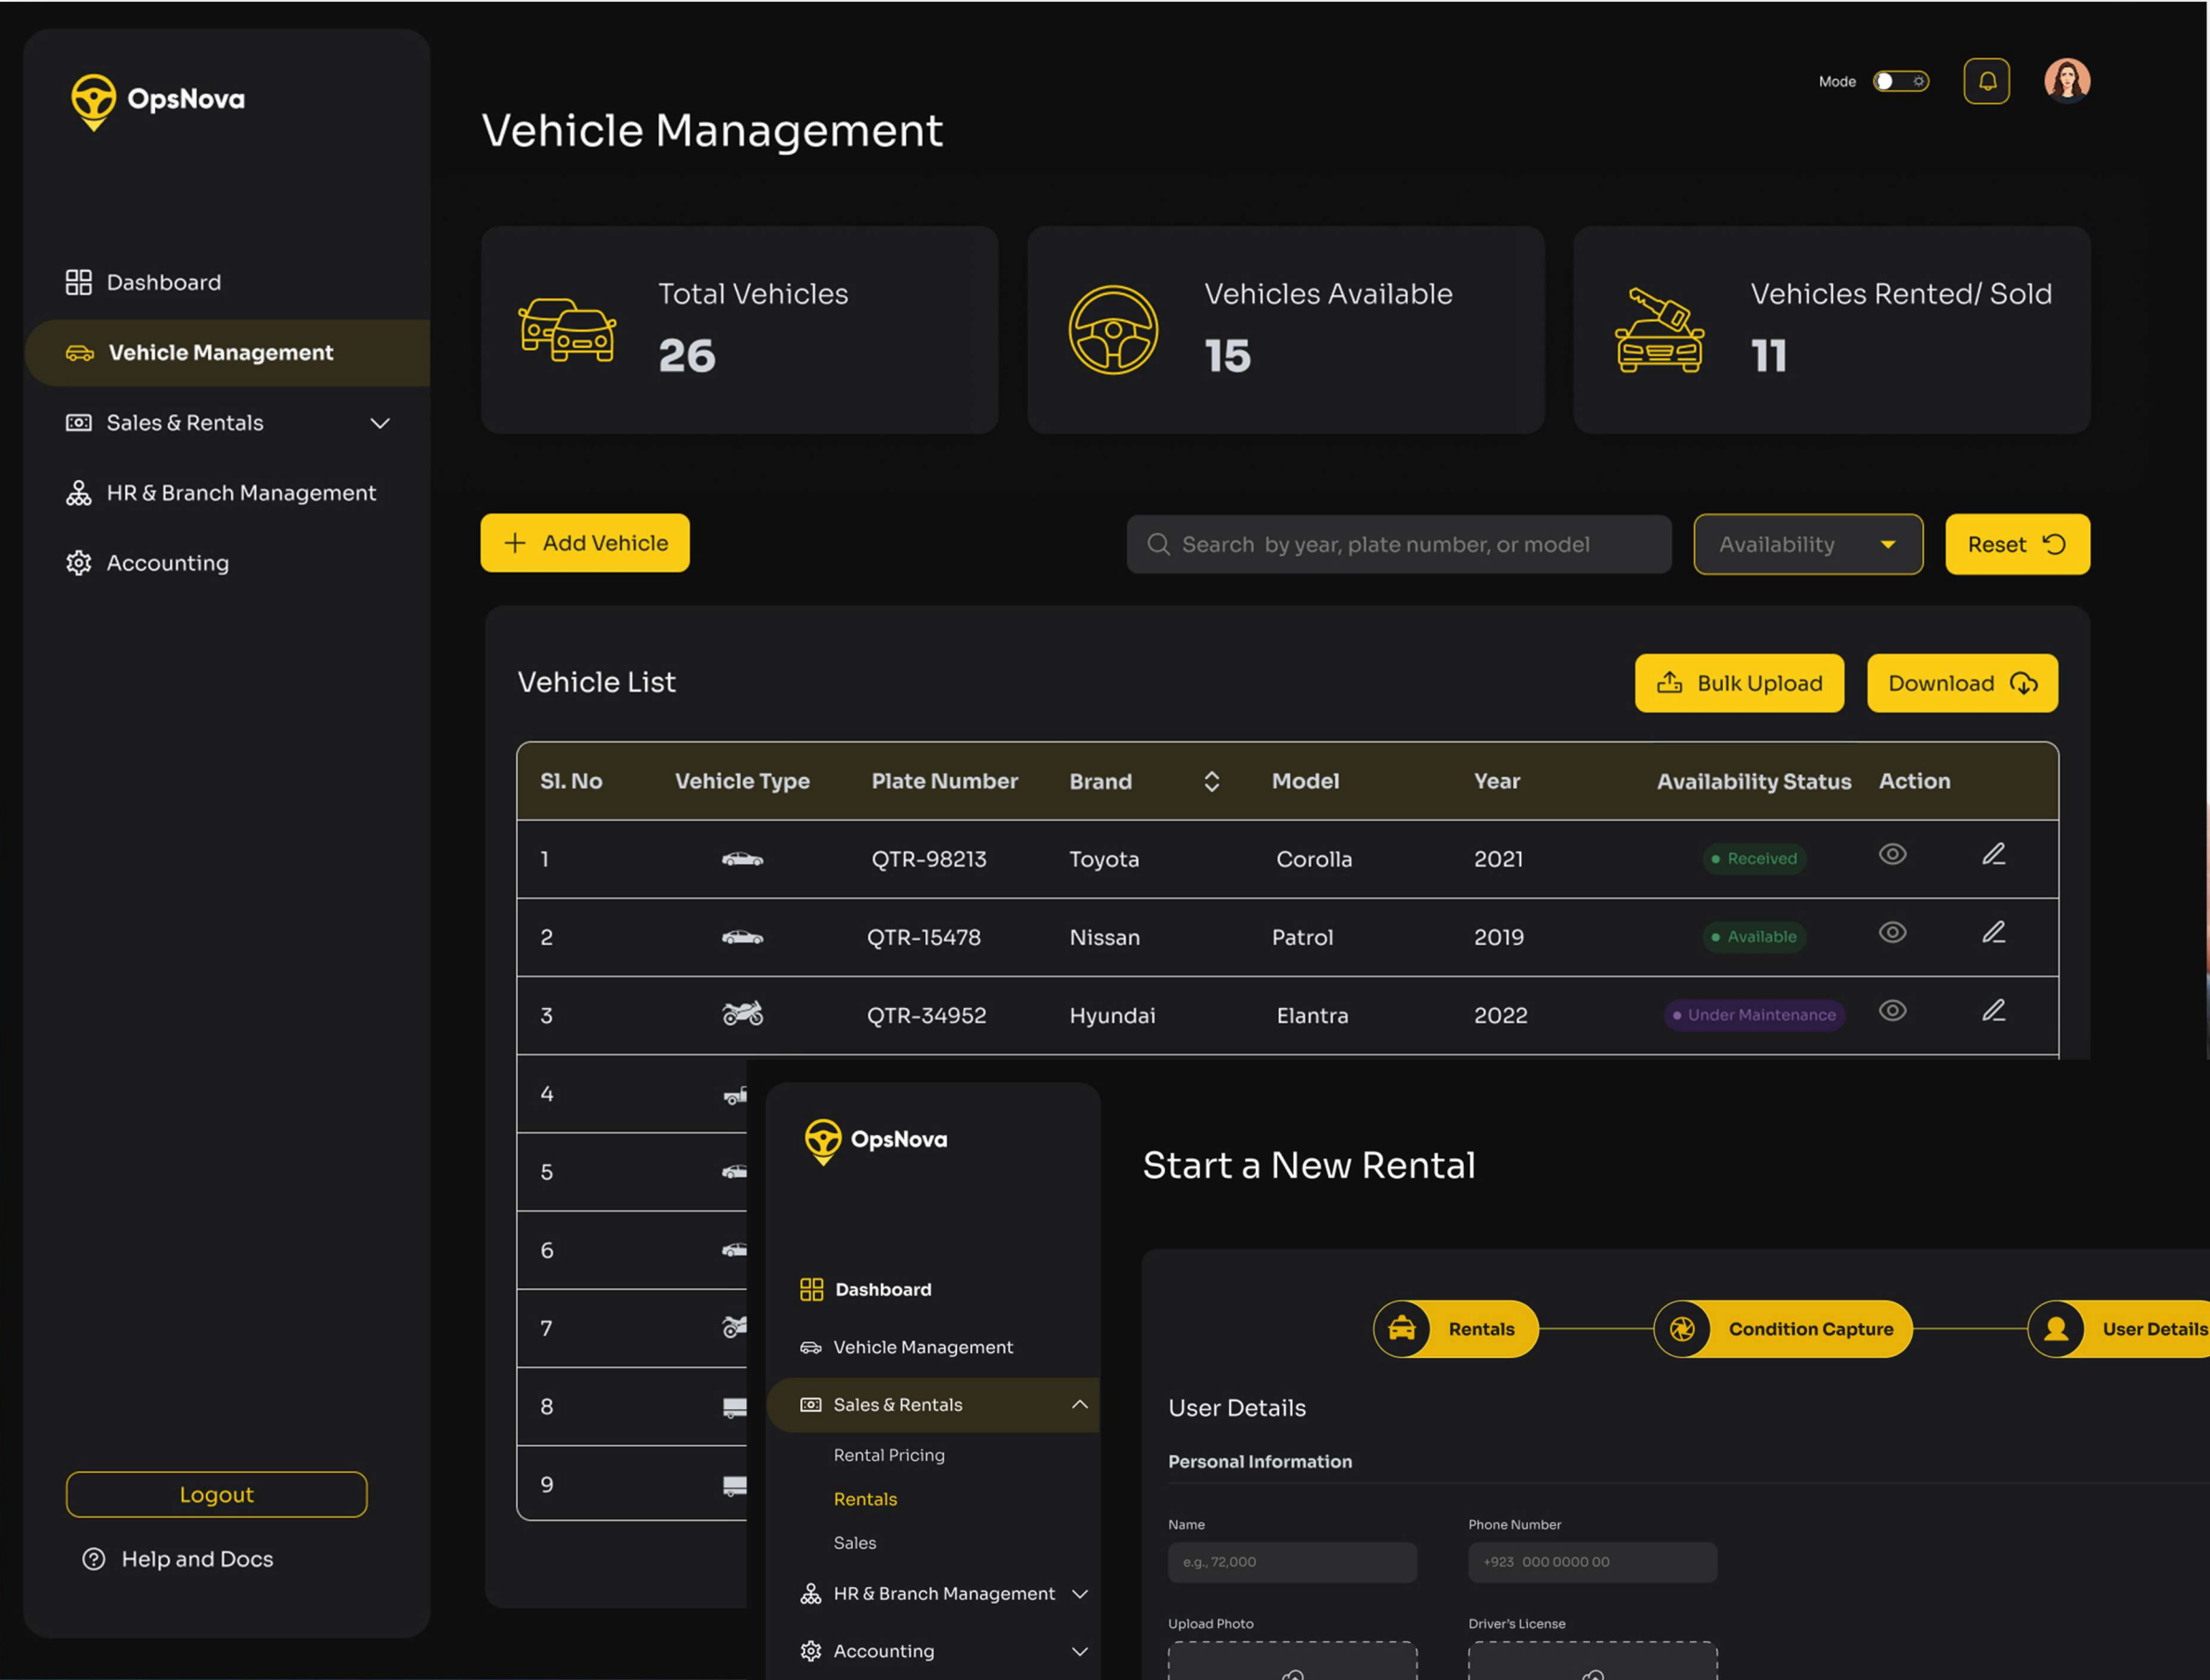 OpsNova
Dashboard
Vehicle Management
Sales & Rentals
HR & Branch Management
Accounting
Logout
Help and Docs
Mode
Vehicle Management
Total Vehicles
26
Vehicles Available
15
Vehicles Rented/ Sold
11
Add Vehicle
Search by year, plate number, or model
Availability
Reset
Vehicle List
Bulk Upload
Download
Sl. No Vehicle Type Plate Number Brand Model Year Availability Status Action
1 QTR-98213 Toyota Corolla 2021 Received
2 QTR-15478 Nissan Patrol 2019 Available
3 QTR-34952 Hyundai Elantra 2022 Under Maintenance
4
5
6
7
8
9
OpsNova
Dashboard
Vehicle Management
Sales & Rentals
Rental Pricing
Rentals
Sales
HR & Branch Management
Accounting
Start a New Rental
Rentals Condition Capture User Details
User Details
Personal Information
Name Phone Number
e.g., 72,000 +923 000 0000 00
Upload Photo Driver's License